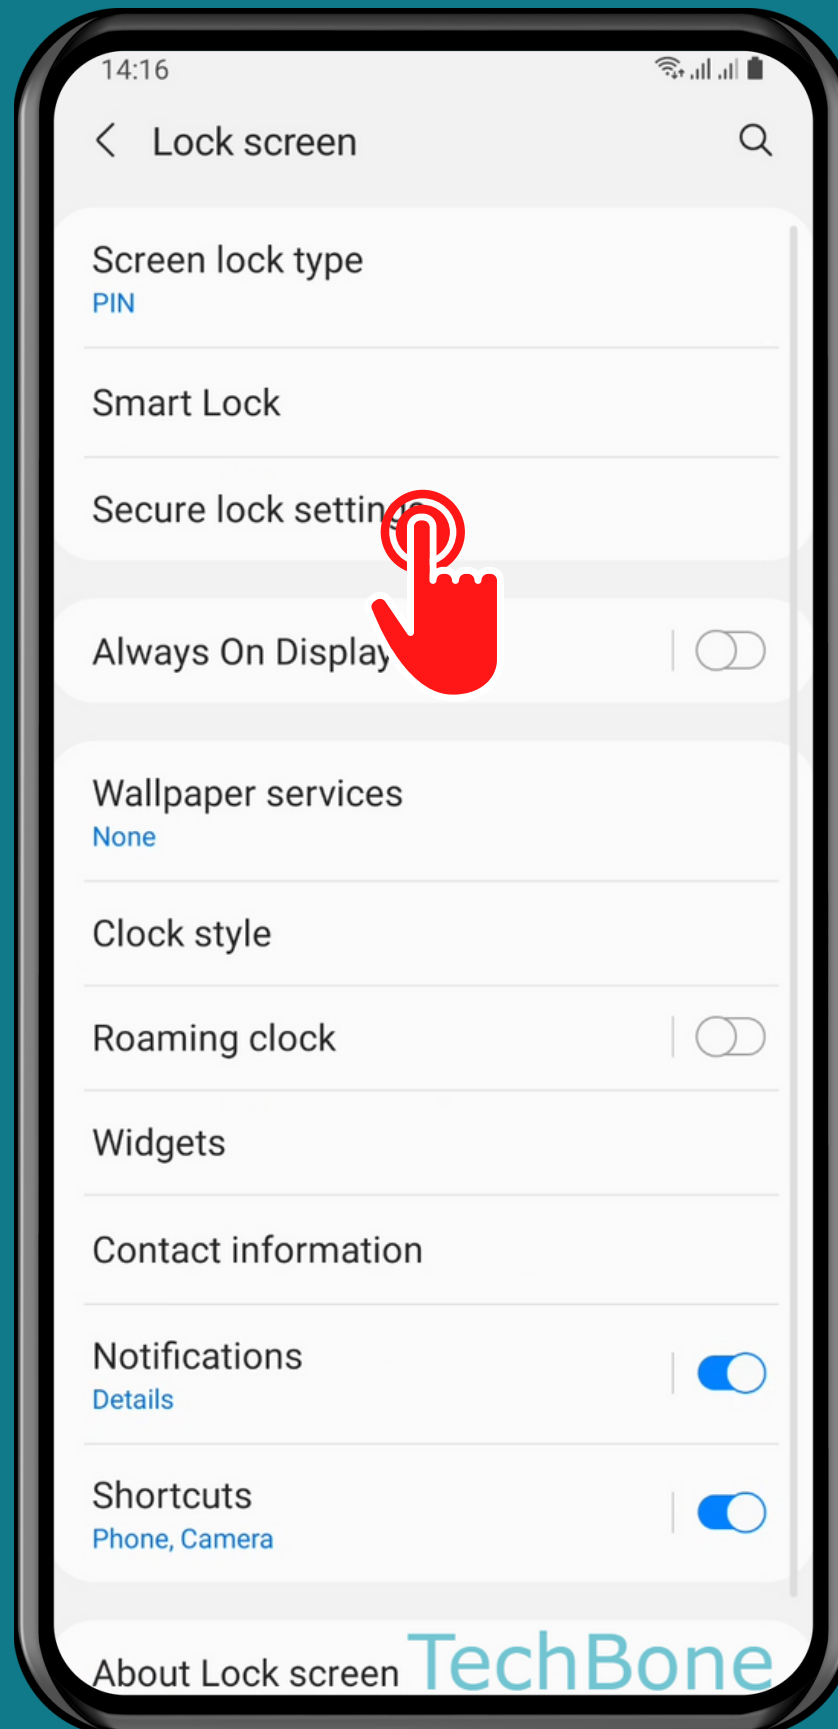 14:16
Lock screen
Screen lock type
PIN
Smart Lock
Secure lock settings
Always On Display
Wallpaper services
None
Clock style
Roaming clock
Widgets
Contact information
Notifications
Details
Shortcuts
Phone, Camera
About Lock screen
TechBone